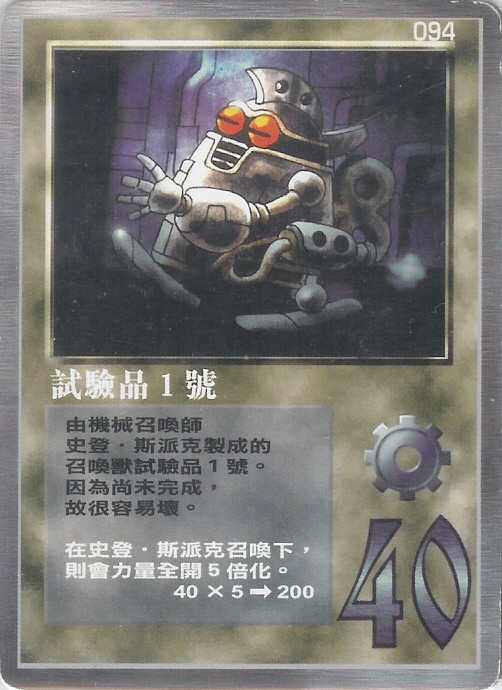 094
試驗品 1 號
由機械召喚師
史登・斯派克製成的
召喚獸試驗品 1 號。
因為尚未完成，
故很容易壞。
在史登・斯派克召喚下，
則會力量全開 5 倍化。
40 × 5 ➡ 200
40